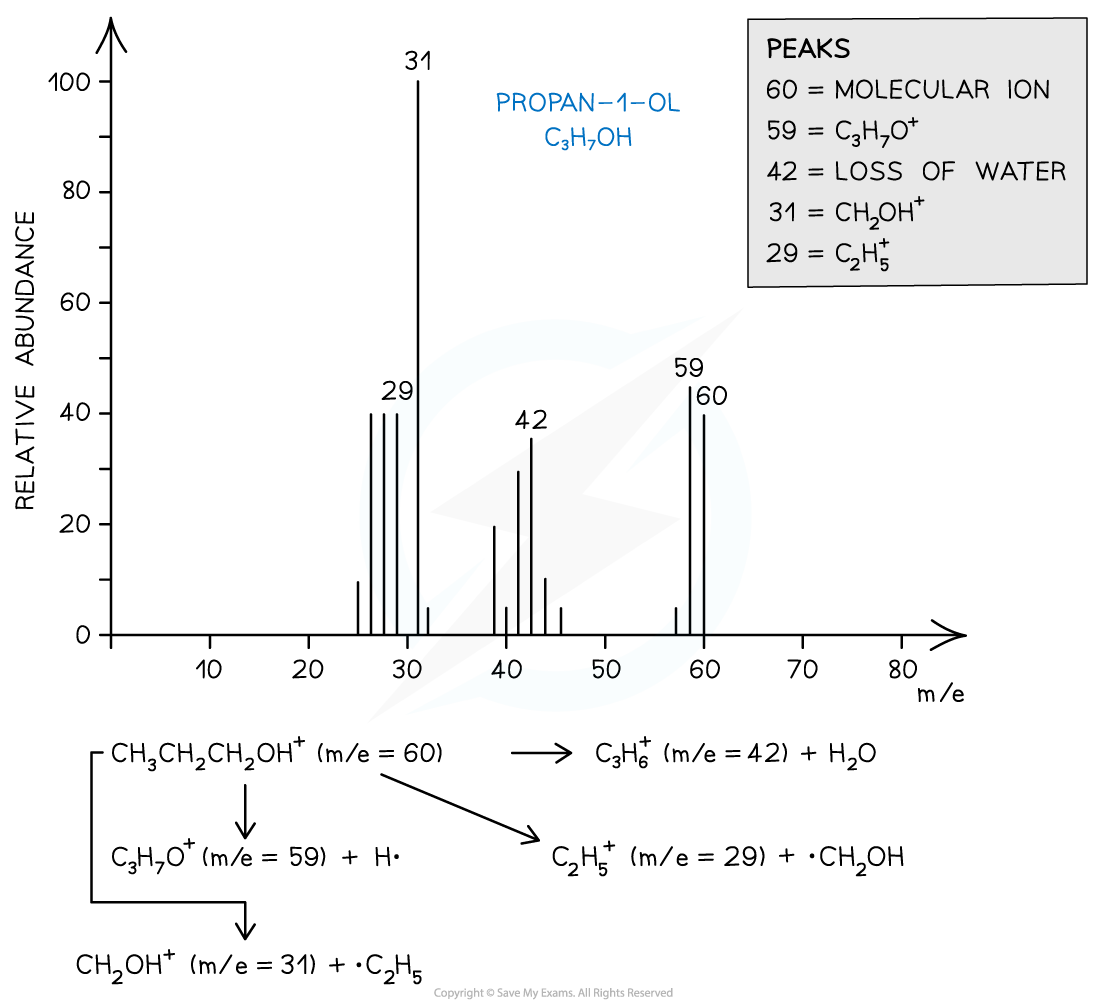 PEAKS
60 = MOLECULAR ION
59 = C₃H₇O⁺
42 = LOSS OF WATER
31 = CH₂OH⁺
29 = C₂H₅⁺
PROPAN-1-OL
C₃H₇OH
RELATIVE ABUNDANCE
100
80
60
40
20
0
29
31
42
59
60
10 20 30 40 50 60 70 80
m/e
CH₃CH₂CH₂OH⁺ (m/e = 60) → C₃H₆⁺ (m/e = 42) + H₂O
C₃H₇O⁺ (m/e = 59) + H• C₂H₅⁺ (m/e = 29) + •CH₂OH
CH₂OH⁺ (m/e = 31) + •C₂H₅
Copyright © Save My Exams. All Rights Reserved